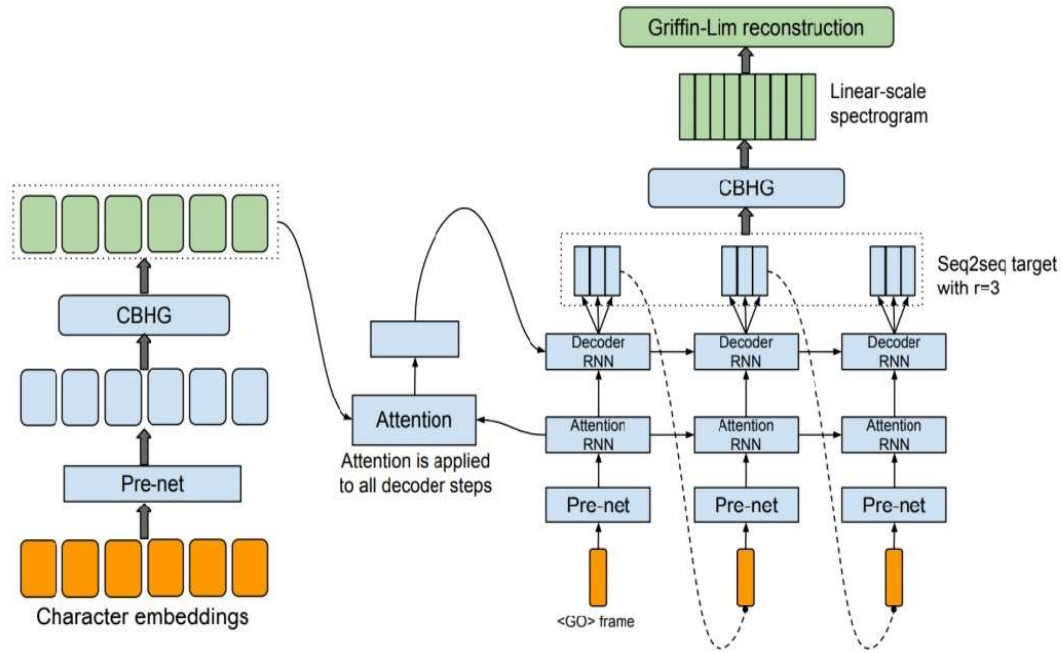 Griffin-Lim reconstruction
Linear-scale
spectrogram
CBHG
Seq2seq target
with r=3
CBHG
Decoder
RNN
Decoder
RNN
Decoder
RNN
Attention
Attention is applied
to all decoder steps
Attention
RNN
Attention
RNN
Attention
RNN
Pre-net
Pre-net
Pre-net
Pre-net
Character embeddings
<GO> frame